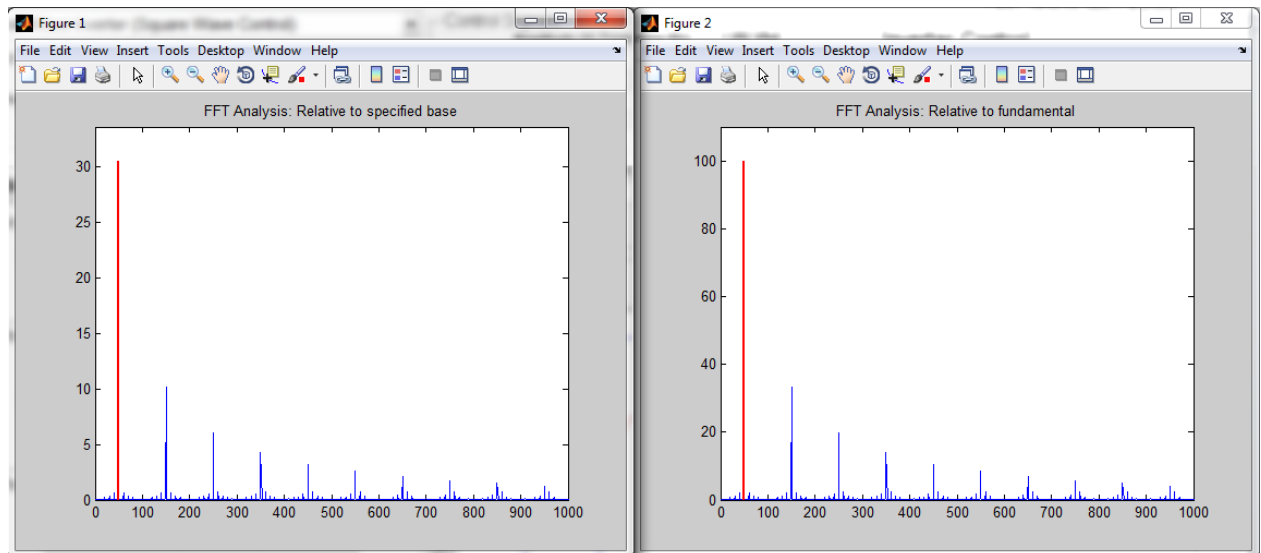 Figure 1
File Edit View Insert Tools Desktop Window Help
FFT Analysis: Relative to specified base
30
25
20
15
10
5
0
0 100 200 300 400 500 600 700 800 900 1000
Figure 2
File Edit View Insert Tools Desktop Window Help
FFT Analysis: Relative to fundamental
100
80
60
40
20
0
0 100 200 300 400 500 600 700 800 900 1000